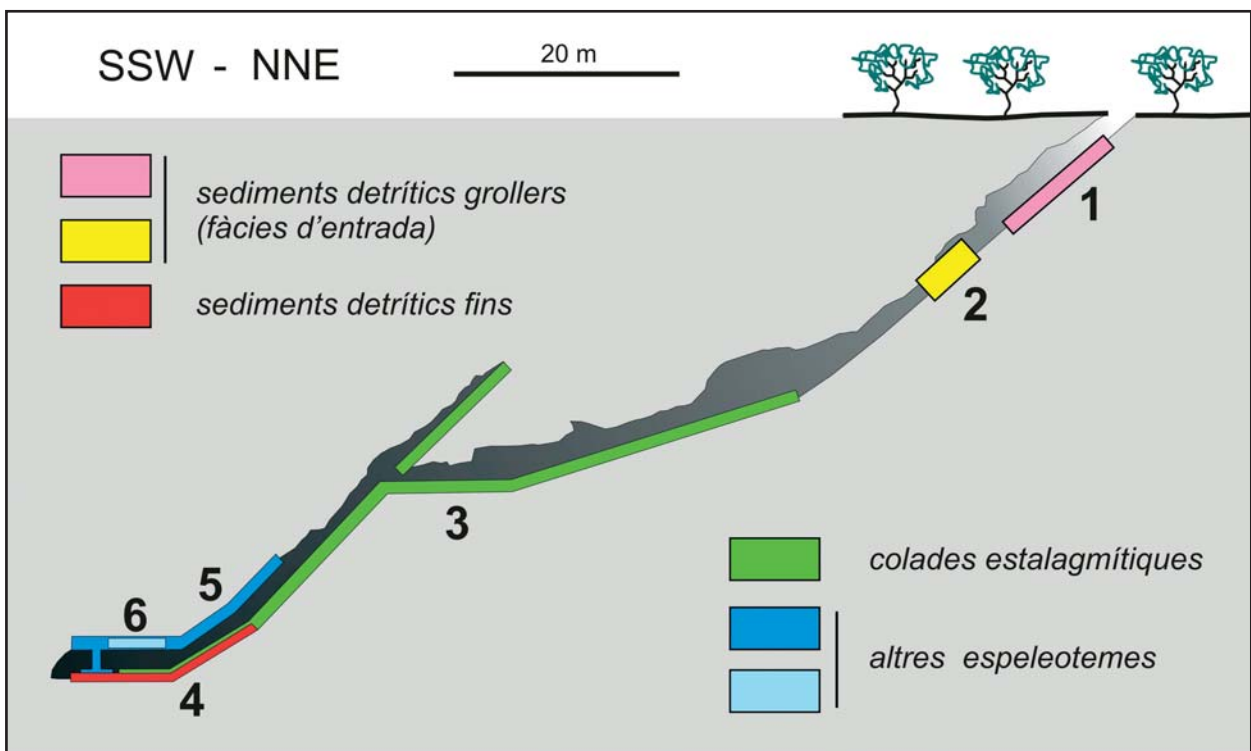 SSW - NNE
20 m
sediments detrítics grollers
(fàcies d'entrada)
sediments detrítics fins
1
2
3
5
6
4
colades estalagmítiques
altres espeleotemes